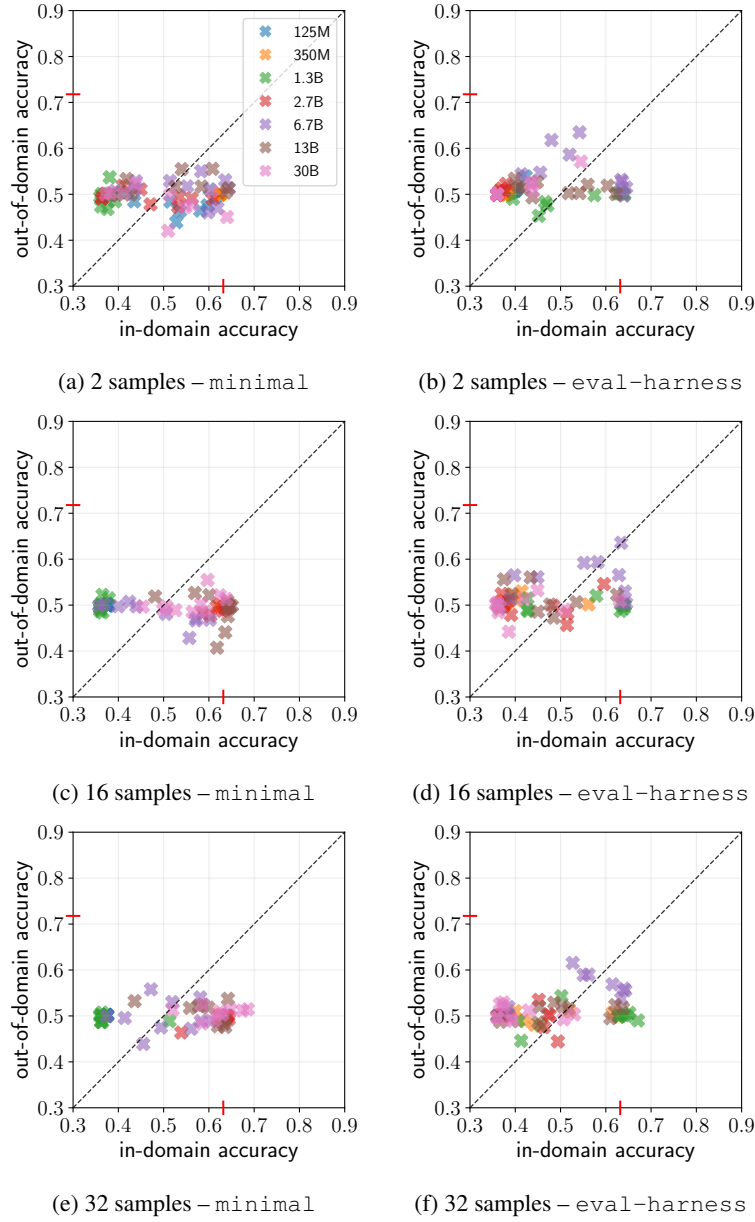 0.9
0.8
0.7
0.6
0.5
0.4
0.3
out-of-domain accuracy
125M
350M
1.3B
2.7B
6.7B
13B
30B
0.3 0.4 0.5 0.6 0.7 0.8 0.9
in-domain accuracy
(a) 2 samples – minimal
0.9
0.8
0.7
0.6
0.5
0.4
0.3
out-of-domain accuracy
0.3 0.4 0.5 0.6 0.7 0.8 0.9
in-domain accuracy
(b) 2 samples – eval-harness
0.9
0.8
0.7
0.6
0.5
0.4
0.3
out-of-domain accuracy
0.3 0.4 0.5 0.6 0.7 0.8 0.9
in-domain accuracy
(c) 16 samples – minimal
0.9
0.8
0.7
0.6
0.5
0.4
0.3
out-of-domain accuracy
0.3 0.4 0.5 0.6 0.7 0.8 0.9
in-domain accuracy
(d) 16 samples – eval-harness
0.9
0.8
0.7
0.6
0.5
0.4
0.3
out-of-domain accuracy
0.3 0.4 0.5 0.6 0.7 0.8 0.9
in-domain accuracy
(e) 32 samples – minimal
0.9
0.8
0.7
0.6
0.5
0.4
0.3
out-of-domain accuracy
0.3 0.4 0.5 0.6 0.7 0.8 0.9
in-domain accuracy
(f) 32 samples – eval-harness